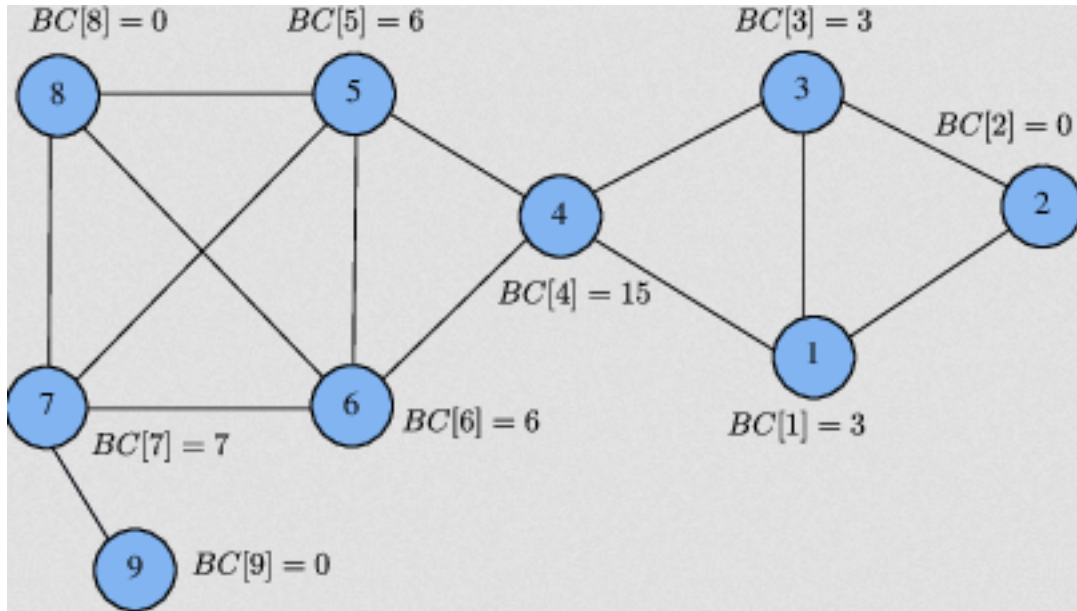 BC[8] = 0
BC[5] = 6
BC[3] = 3
8
5
3
BC[2] = 0
4
2
BC[4] = 15
7
6
1
BC[7] = 7
BC[6] = 6
BC[1] = 3
9
BC[9] = 0